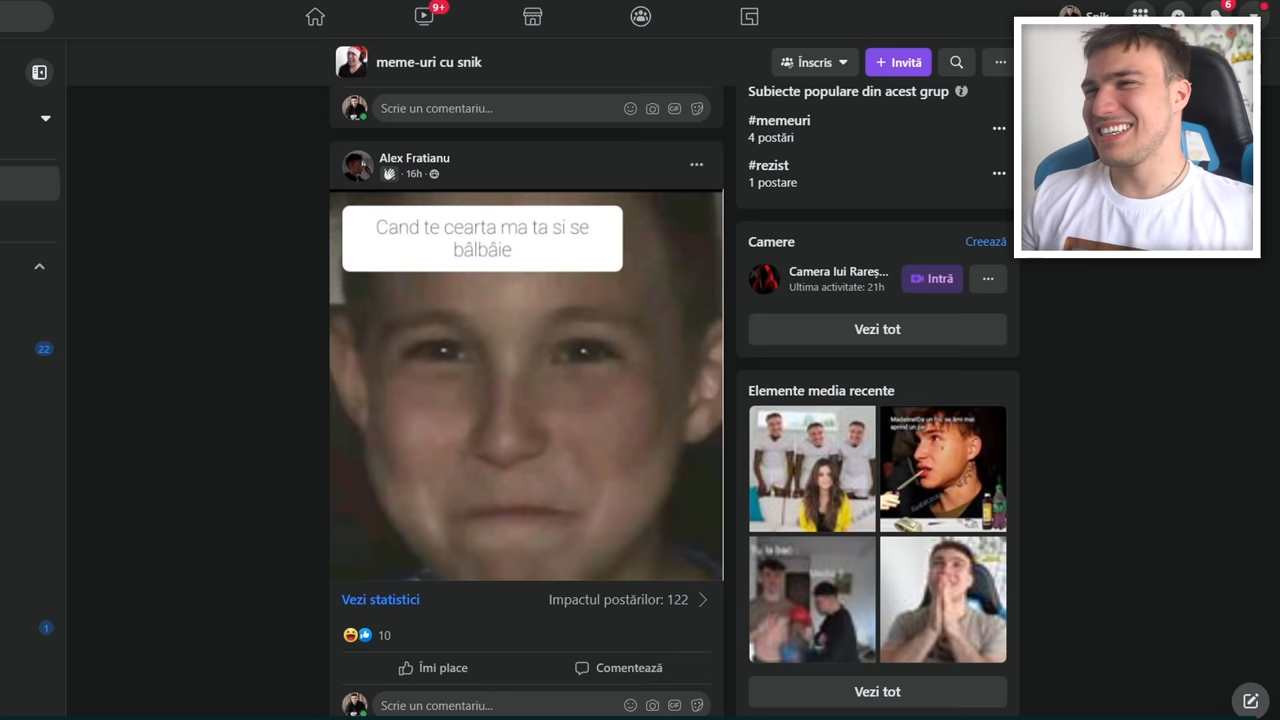 9+
6
Snik
meme-uri cu snik
Înscris
+ Invită
Scrie un comentariu...
Subiecte populare din acest grup
#memeuri
4 postări
#rezist
1 postare
Alex Fratianu
· 16h ·
Cand te cearta ma ta si se
bâlbâie
Camere
Creează
Camera lui Rareș...
Ultima activitate: 21h
Intră
Vezi tot
22
Elemente media recente
Vezi tot
Vezi statistici
Impactul postărilor: 122
10
Îmi place
Comentează
1
Scrie un comentariu...